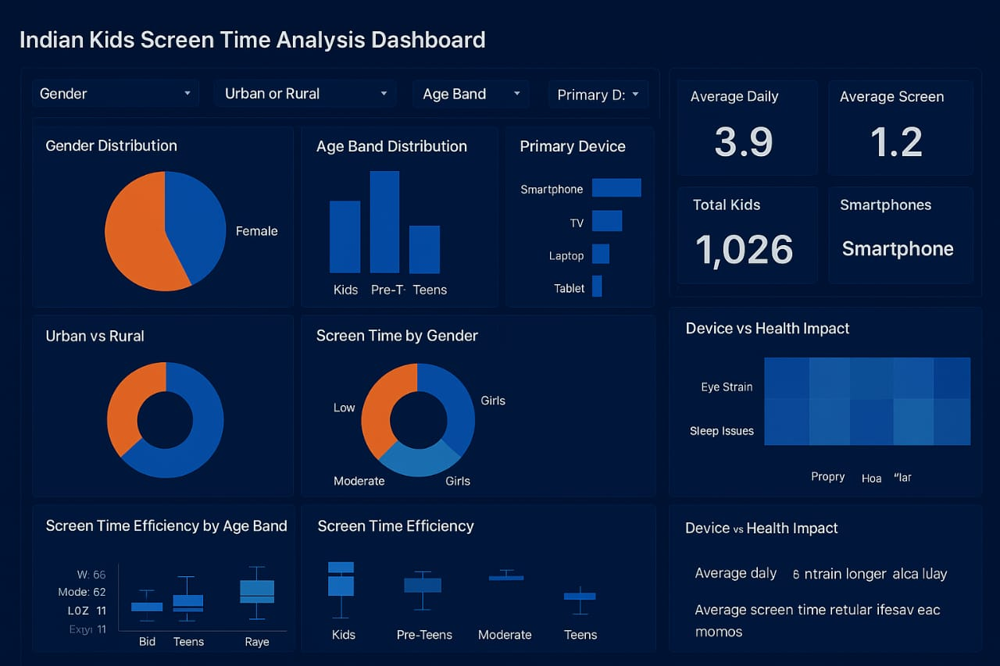 Indian Kids Screen Time Analysis Dashboard
Gender
Urban or Rural
Age Band
Primary D:
Average Daily
3.9
Average Screen
1.2
Total Kids
1,026
Smartphones
Smartphone
Gender Distribution
Female
Age Band Distribution
Kids
Pre-T-
Teens
Primary Device
Smartphone
TV
Laptop
Tablet
Urban vs Rural
Screen Time by Gender
Low
Girls
Moderate
Girls
Device vs Health Impact
Eye Strain
Sleep Issues
Propry
Hoa
Screen Time Efficiency by Age Band
W: 66
Mode: 62
L0Z 11
11
Bid
Teens
Raye
Screen Time Efficiency
Kids
Pre-Teens
Moderate
Teens
Device vs Health Impact
Average daly 6 ntrain longer alca
Average screen time retular ifesav eac
momos